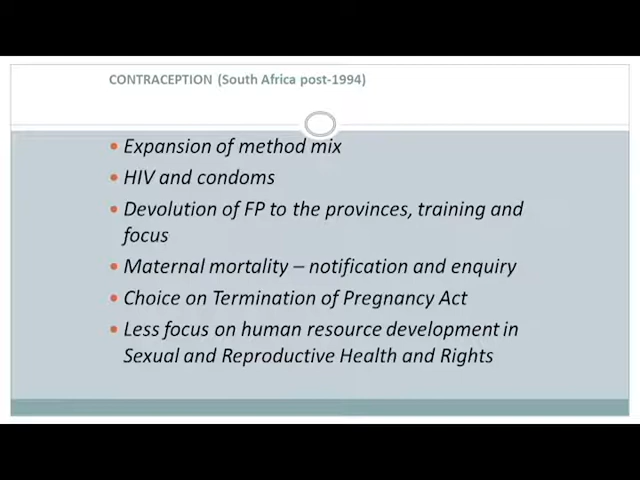 CONTRACEPTION (South Africa post-1994)
• Expansion of method mix
• HIV and condoms
• Devolution of FP to the provinces, training and
focus
• Maternal mortality – notification and enquiry
• Choice on Termination of Pregnancy Act
• Less focus on human resource development in
Sexual and Reproductive Health and Rights